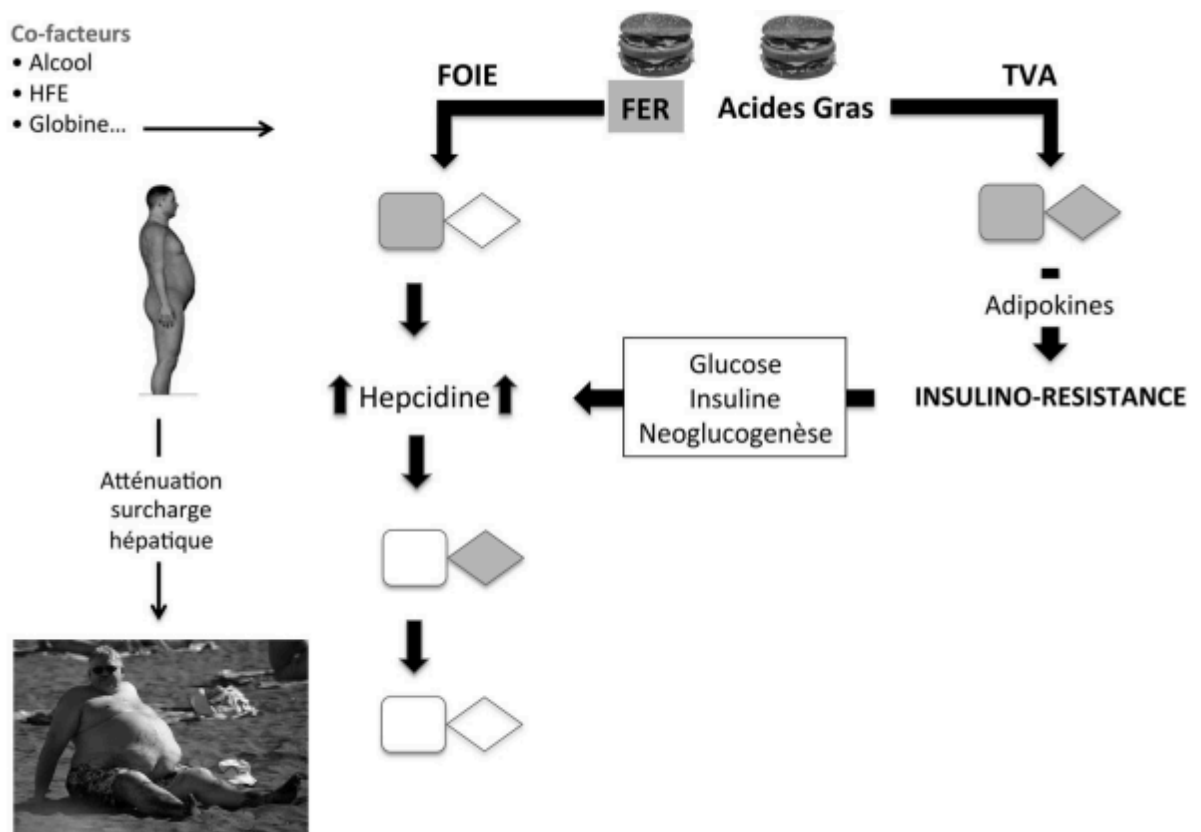 Co-facteurs
• Alcool
• HFE
• Globine...
FOIE
FER
Acides Gras
TVA
Adipokines
INSULINO-RESISTANCE
Glucose
Insuline
Neoglucogenèse
Hepcidine
Atténuation
surcharge
hépatique